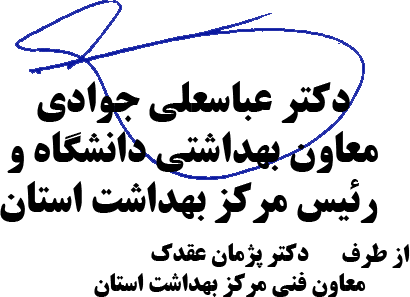 دکتر عباسعلی جوادی
معاون بهداشتی دانشگاه و
رئیس مرکز بهداشت استان
از طرف دکتر پژمان عقدک
معاون فنی مرکز بهداشت استان